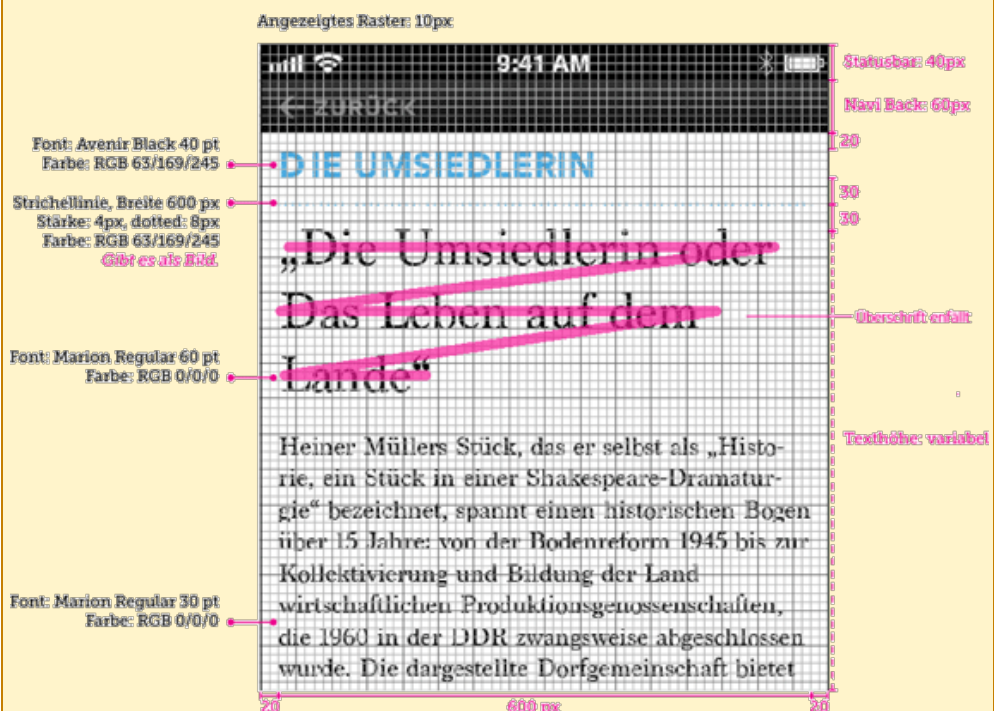 Angezeigtes Raster: 10px
9:41 AM
Statusbar: 40px
← ZURÜCK
Navi Back: 60px
20
Font: Avenir Black 40 pt
Farbe: RGB 63/169/245
DIE UMSIEDLERIN
30
Strichellinie, Breite 600 px
Stärke: 4px, dotted: 8px
Farbe: RGB 63/169/245
Gibt es als Bild.
30
„Die Umsiedlerin oder
Das Leben auf dem
Lande“
Überschrift entfällt
Font: Marion Regular 60 pt
Farbe: RGB 0/0/0
Texthöhe: variabel
Heiner Müllers Stück, das er selbst als „Histo-
rie, ein Stück in einer Shakespeare-Dramatur-
gie“ bezeichnet, spannt einen historischen Bogen
über 15 Jahre: von der Bodenreform 1945 bis zur
Kollektivierung und Bildung der Land
wirtschaftlichen Produktionsgenossenschaften,
die 1960 in der DDR zwangsweise abgeschlossen
wurde. Die dargestellte Dorfgemeinschaft bietet
Font: Marion Regular 30 pt
Farbe: RGB 0/0/0
20
600 px
20